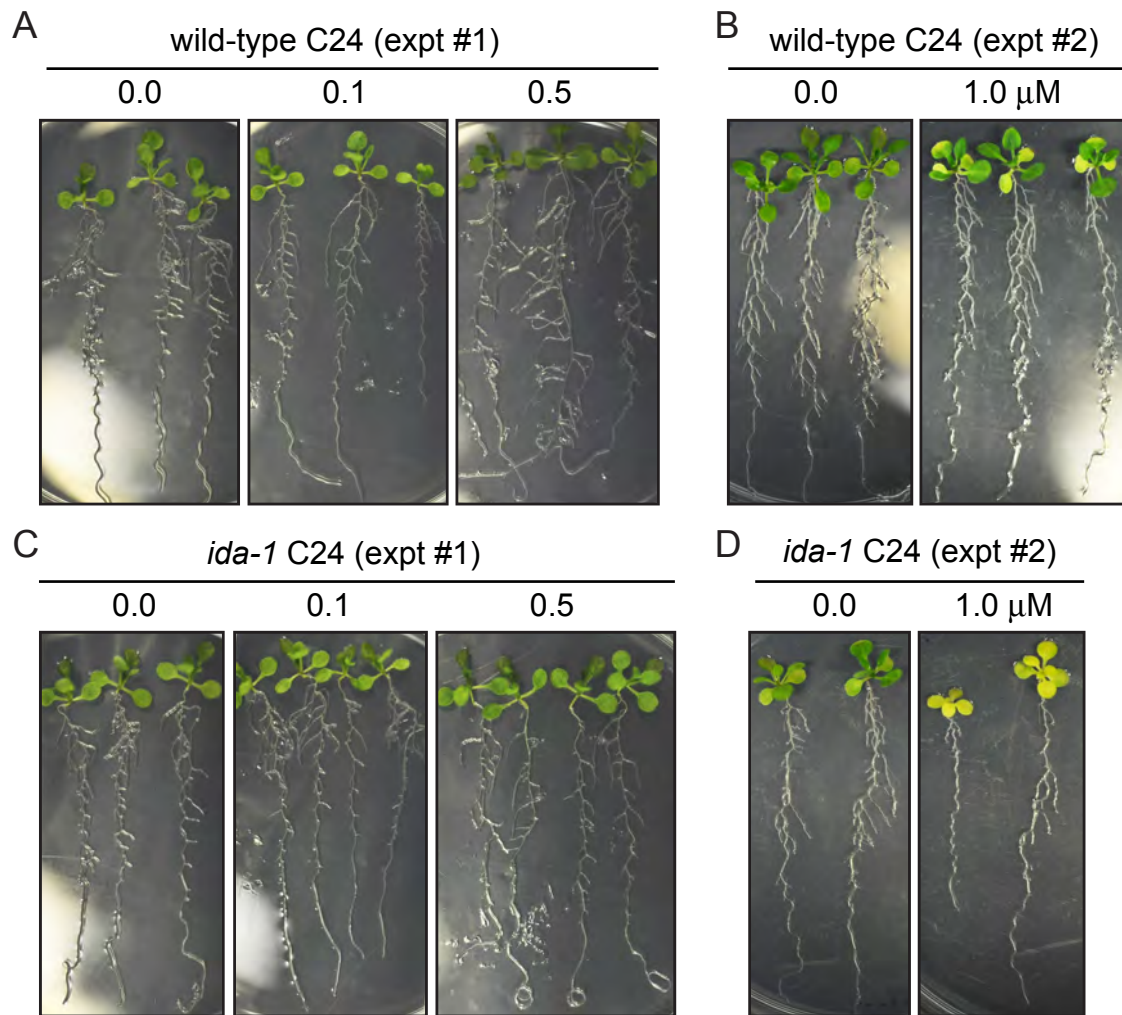 A
wild-type C24 (expt #1)
0.0 0.1 0.5
B
wild-type C24 (expt #2)
0.0 1.0 μM
C
ida-1 C24 (expt #1)
0.0 0.1 0.5
D
ida-1 C24 (expt #2)
0.0 1.0 μM